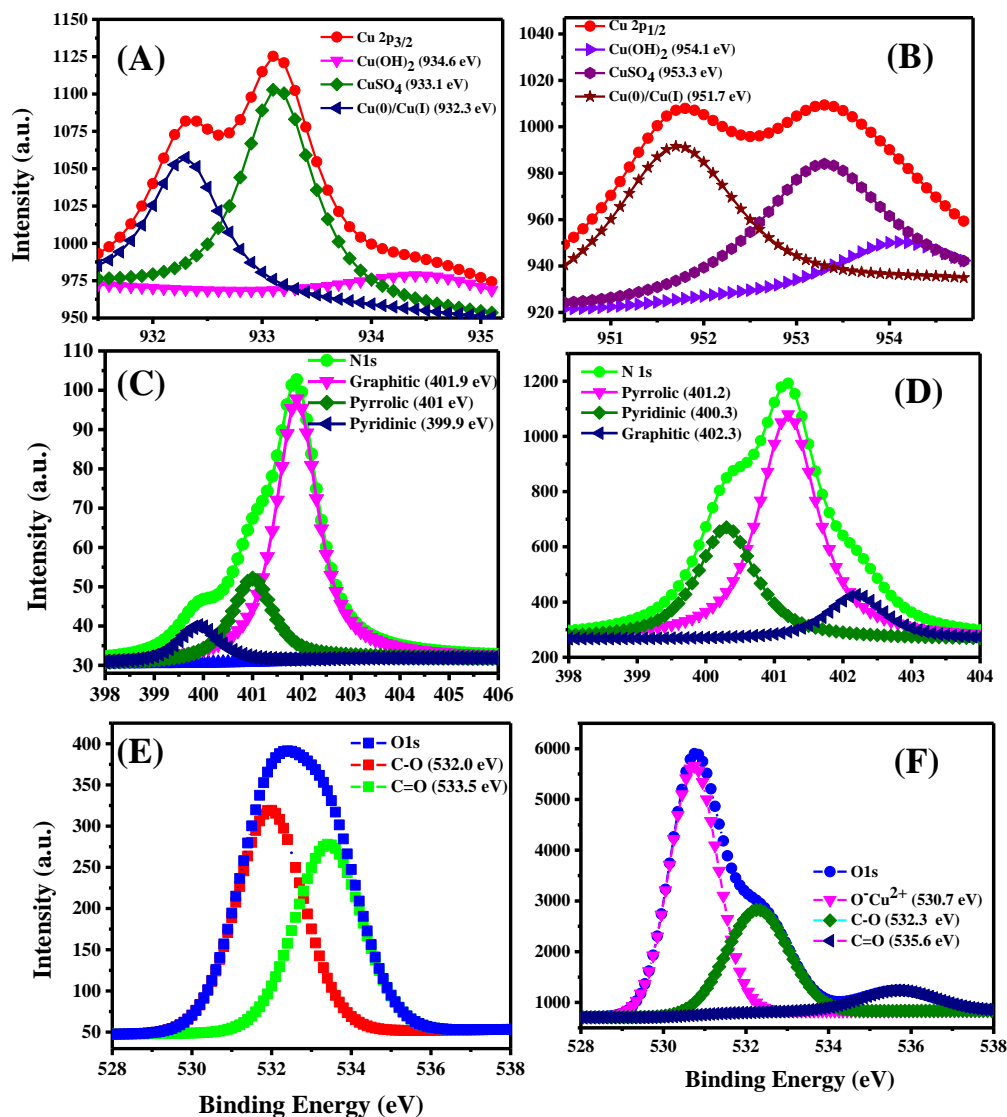 (A)
Cu 2p3/2
Cu(OH)2 (934.6 eV)
CuSO4 (933.1 eV)
Cu(0)/Cu(I) (932.3 eV)
1150
1125
1100
1075
1050
1025
1000
975
950
932 933 934 935
Intensity (a.u.)
(B)
Cu 2p1/2
Cu(OH)2 (954.1 eV)
CuSO4 (953.3 eV)
Cu(0)/Cu(I) (951.7 eV)
1040
1020
1000
980
960
940
920
951 952 953 954
Intensity (a.u.)
(C)
N1s
Graphitic (401.9 eV)
Pyrrolic (401 eV)
Pyridinic (399.9 eV)
110
100
90
80
70
60
50
40
30
398 399 400 401 402 403 404 405 406
Intensity (a.u.)
(D)
N 1s
Pyrrolic (401.2)
Pyridinic (400.3)
Graphitic (402.3)
1200
1000
800
600
400
200
398 399 400 401 402 403 404
(E)
O1s
C-O (532.0 eV)
C=O (533.5 eV)
400
350
300
250
200
150
100
50
528 530 532 534 536 538
Intensity (a.u.)
Binding Energy (eV)
(F)
O1s
O-Cu2+ (530.7 eV)
C-O (532.3 eV)
C=O (535.6 eV)
6000
5000
4000
3000
2000
1000
528 530 532 534 536 538
Binding Energy (eV)